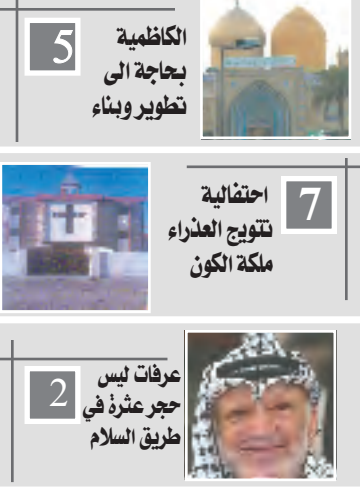 الكاظمية
بحاجة الى
تطوير وبناء
5
احتفالية
تتويج العذراء
ملكة الكون
7
عرفات ليس
حجر عثرة في
طريق السلام
2